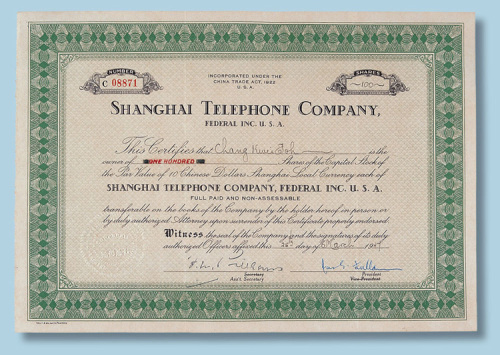 NUMBER
C 08871
SHARES
100
INCORPORATED UNDER THE
CHINA TRADE ACT, 1922
U.S.A.
SHANGHAI TELEPHONE COMPANY,
FEDERAL INC. U. S. A.
This Certifies that Chang is the
owner of ONE HUNDRED Shares of the Capital Stock of
the Par Value of 10 Chinese Dollars Shanghai Local Currency each of
SHANGHAI TELEPHONE COMPANY, FEDERAL INC. U. S. A.
FULL PAID AND NON-ASSESSABLE
transferable on the books of the Company by the holder hereof in person or
by duly authorized Attorney upon surrender of this Certificate properly endorsed.
Witness the seal of the Company and the signatures of its duly
authorized Officers affixed this day of March
Secretary
Ass't. Secretary
President
Vice-President